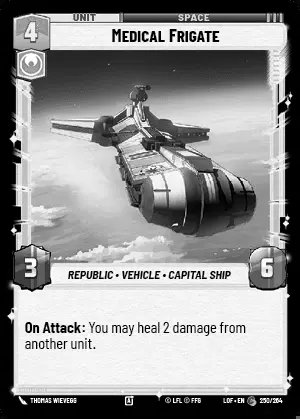 UNIT SPACE
4
MEDICAL FRIGATE
3
6
REPUBLIC • VEHICLE • CAPITAL SHIP
On Attack: You may heal 2 damage from
another unit.
THOMAS WIEVEGG
© LFL © FFG
LOF • EN 250/264